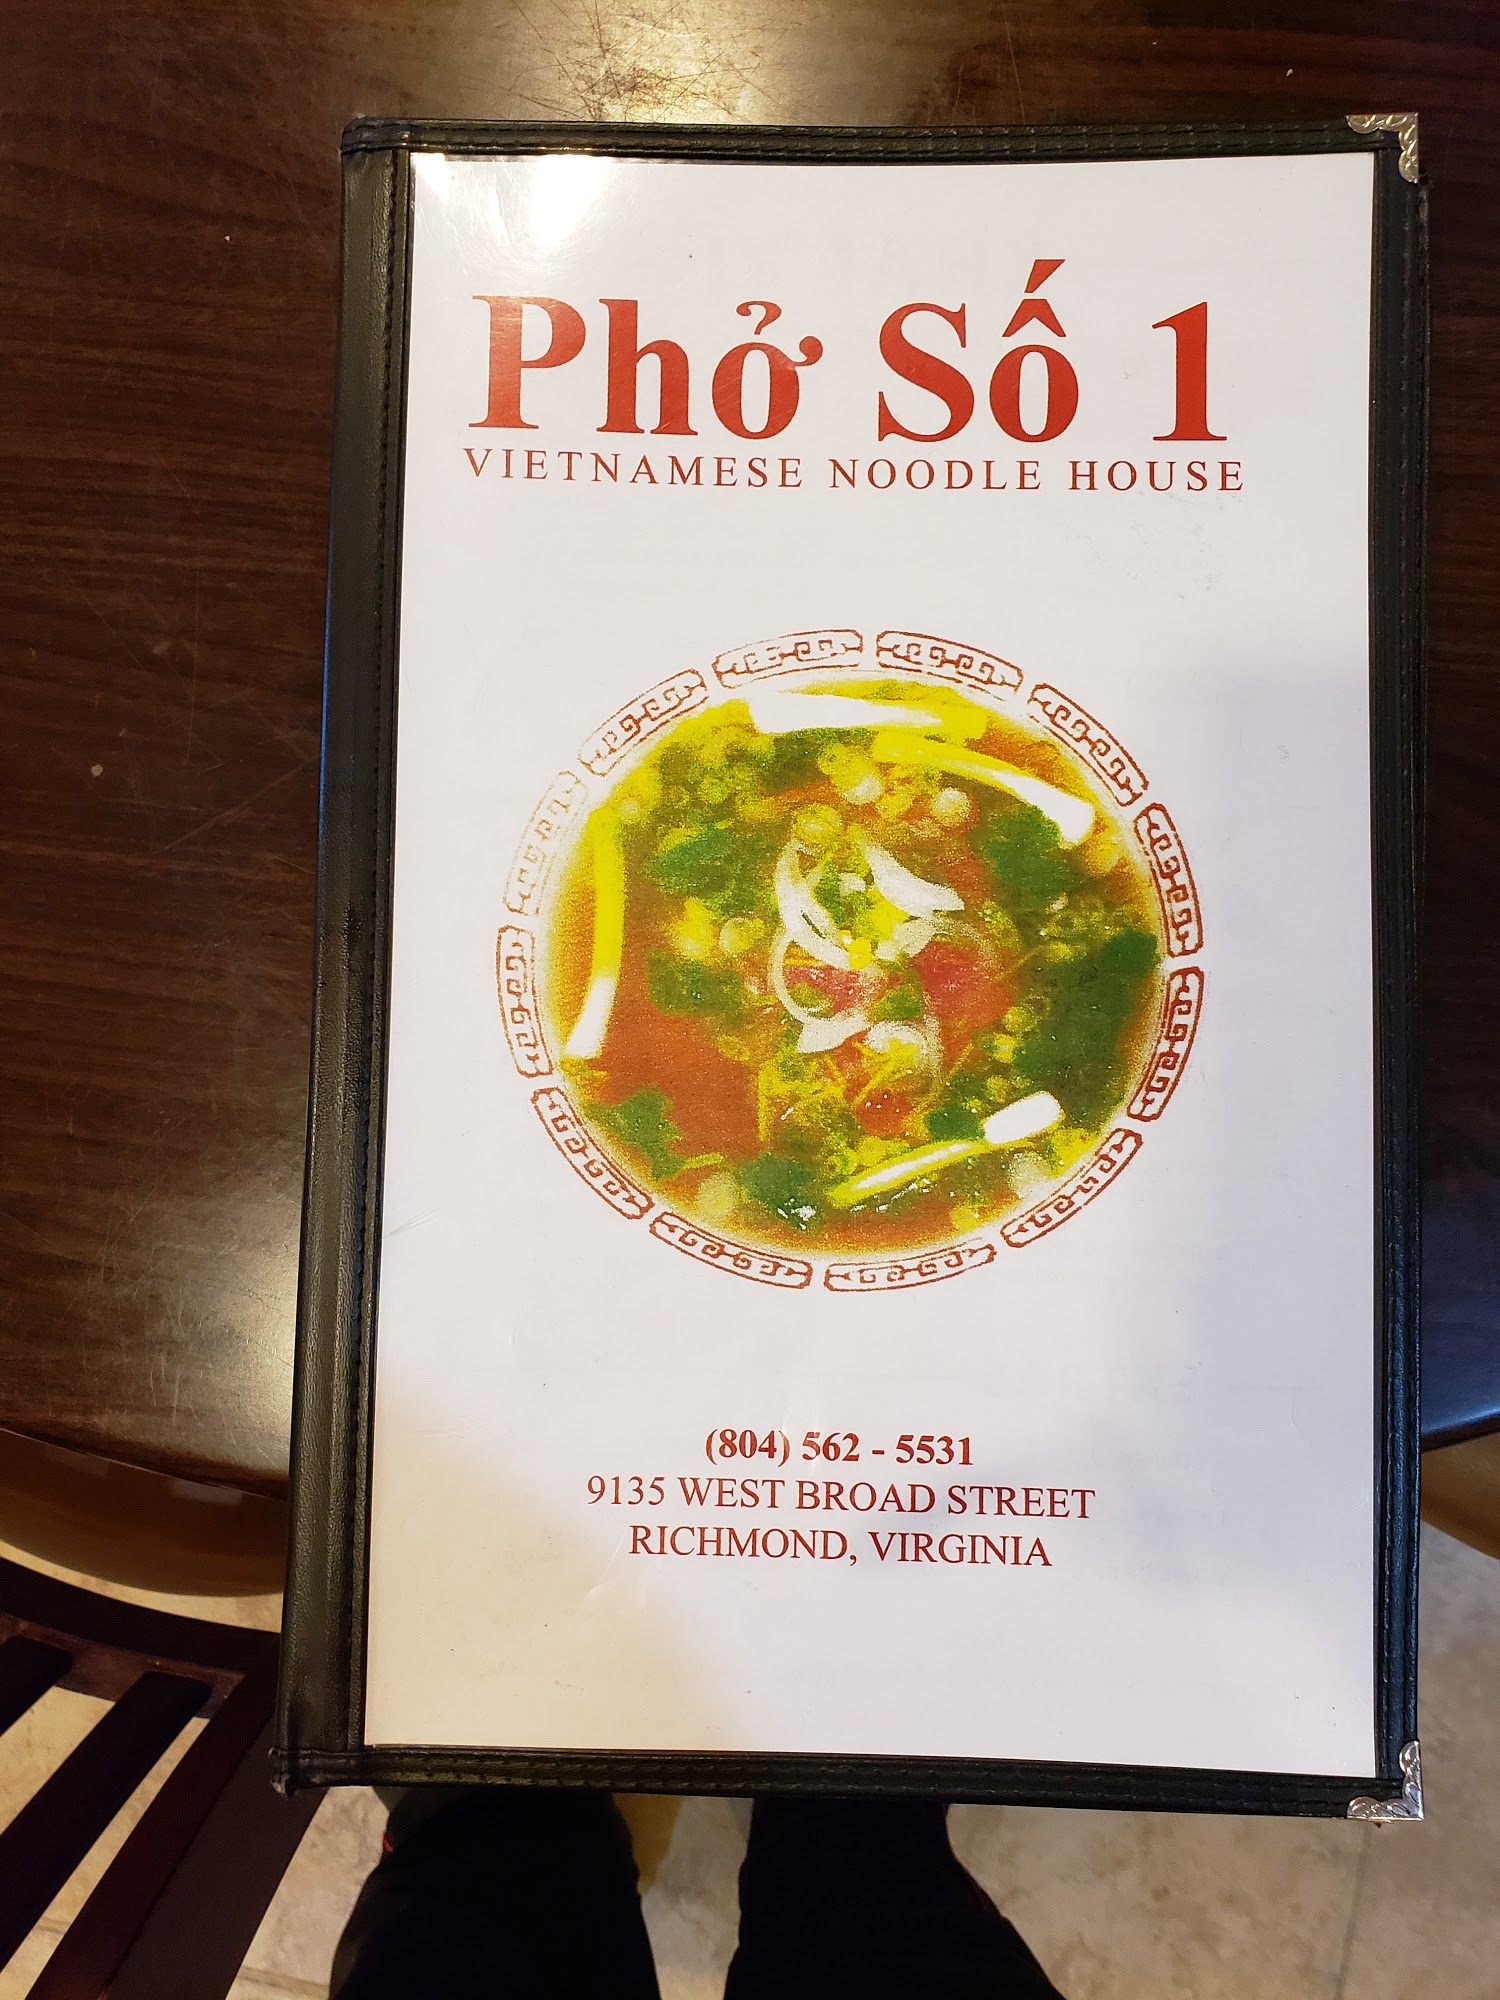 Phở Số 1
VIETNAMESE NOODLE HOUSE
(804) 562 - 5531
9135 WEST BROAD STREET
RICHMOND, VIRGINIA